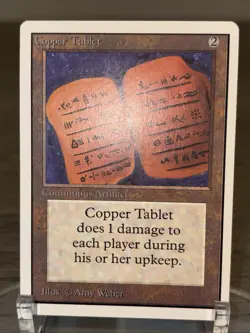 Copper Tablet 2
Continuous Artifact
Copper Tablet
does 1 damage to
each player during
his or her upkeep.
Illus. © Amy Weber